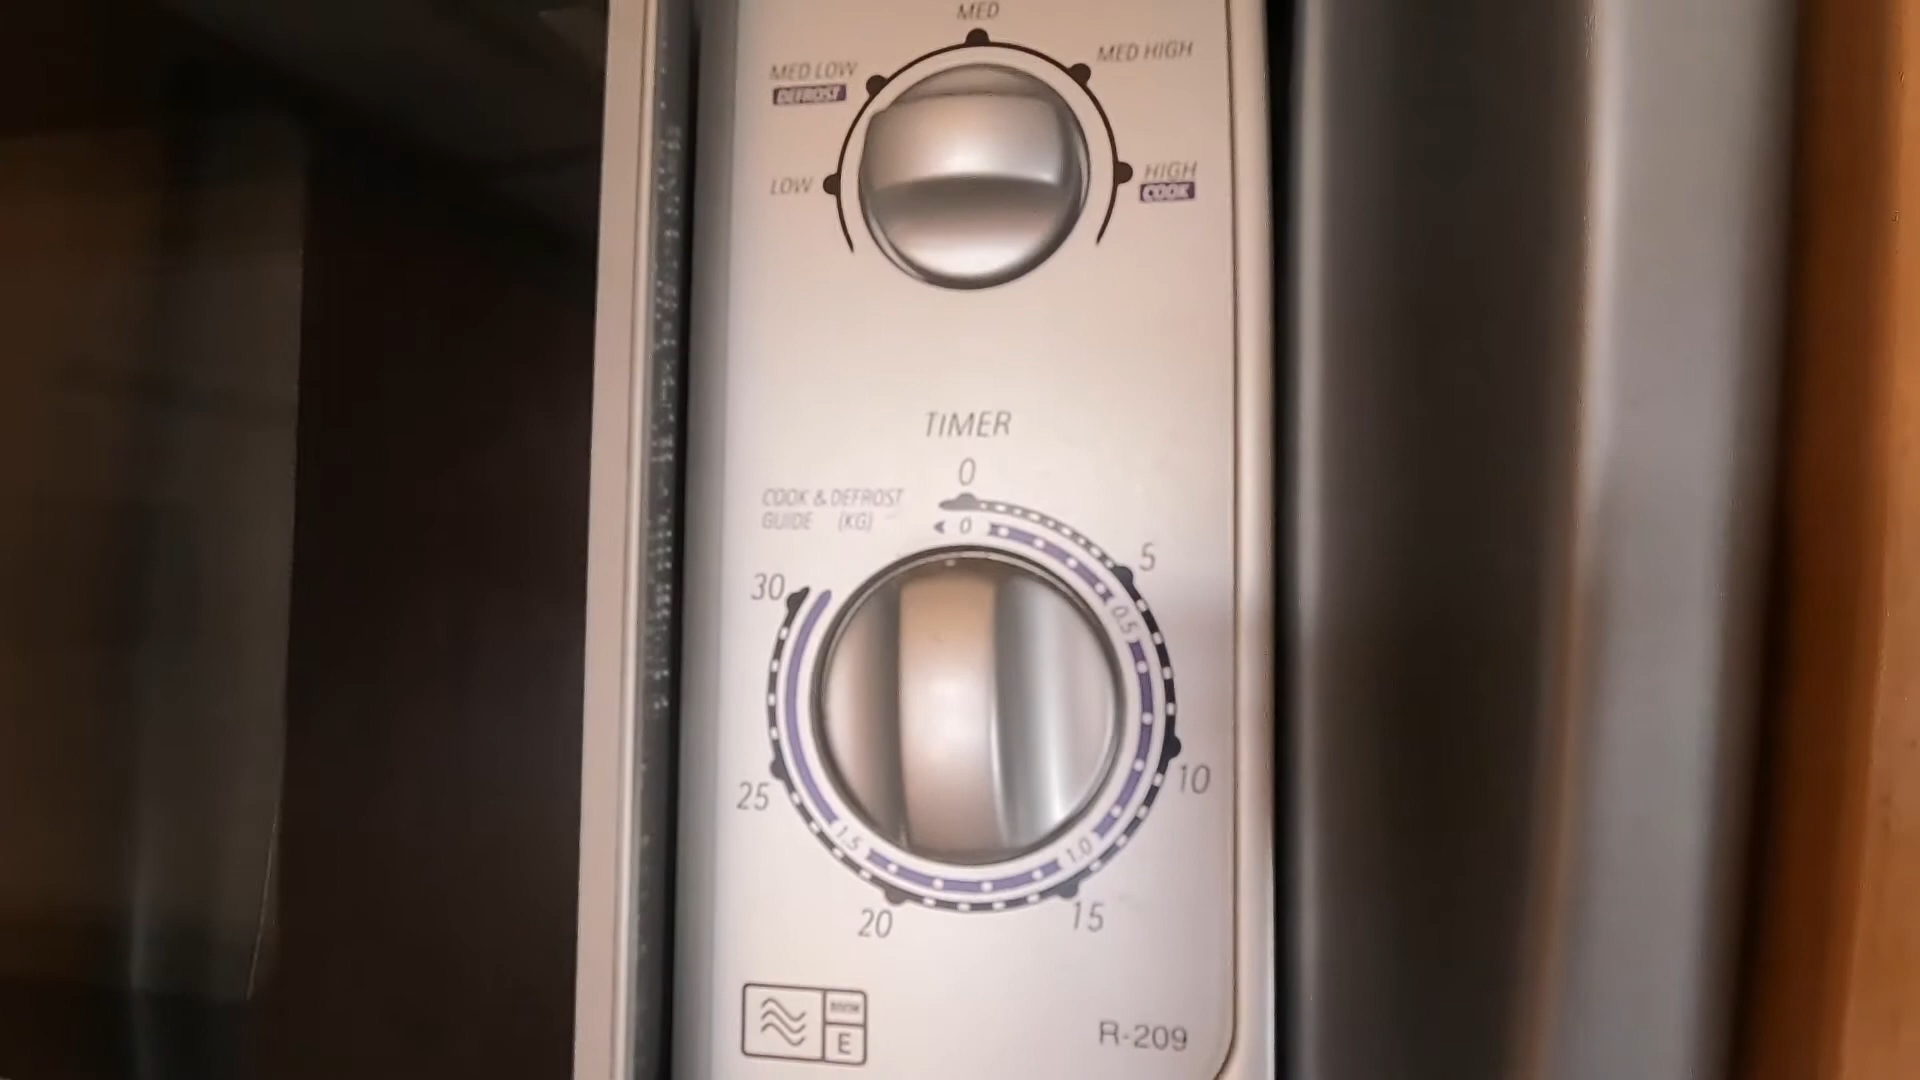 MED
MED LOW
MED HIGH
DEFROST
LOW
HIGH
COOK
TIMER
0
COOK & DEFROST
GUIDE (KG)
0
5
30
0.5
10
25
1.5
1.0
20
15
E
R-209